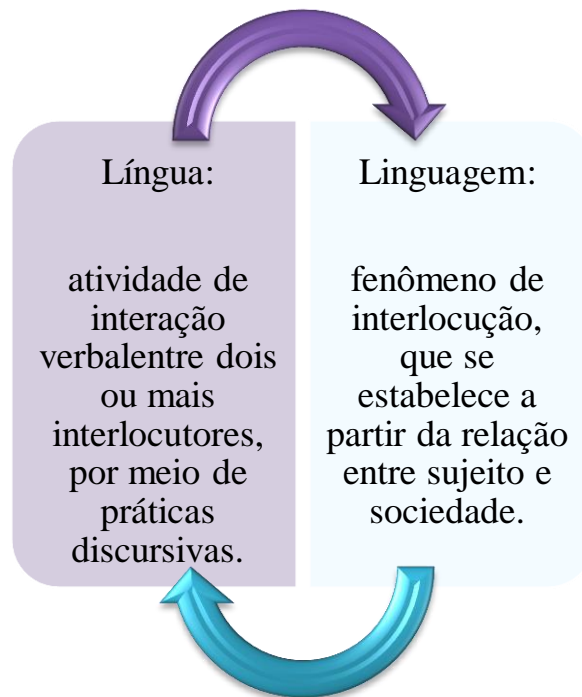 Língua:
atividade de
interação
verbalentre dois
ou mais
interlocutores,
por meio de
práticas
discursivas.
Linguagem:
fenômeno de
interlocução,
que se
estabelece a
partir da relação
entre sujeito e
sociedade.